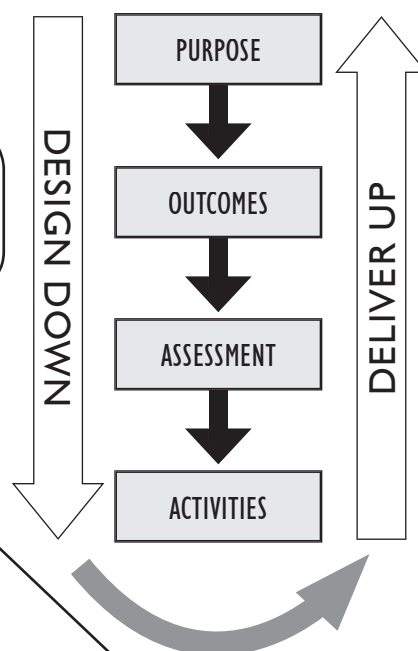 PURPOSE
OUTCOMES
ASSESSMENT
ACTIVITIES
DESIGN DOWN
DELIVER UP